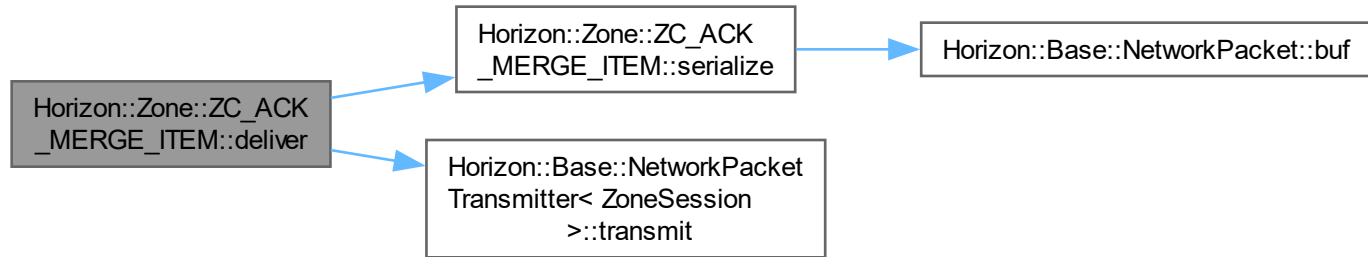 Horizon::Zone::ZC_ACK
_MERGE_ITEM::deliver
Horizon::Zone::ZC_ACK
_MERGE_ITEM::serialize
Horizon::Base::NetworkPacket::buf
Horizon::Base::NetworkPacket
Transmitter< ZoneSession
>::transmit